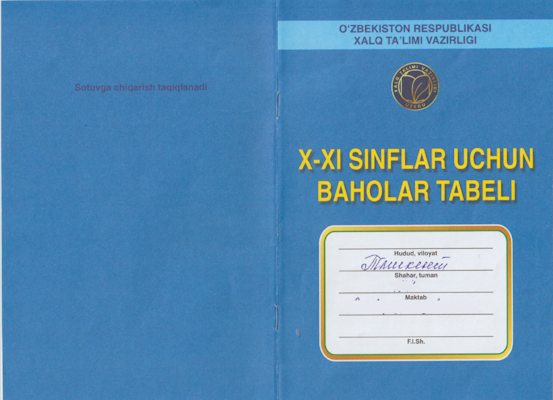 Sotuvga chiqarish taqiqlanadi
O'ZBEKISTON RESPUBLIKASI
XALQ TA'LIMI VAZIRLIGI
X-XI SINFLAR UCHUN
BAHOLAR TABELI
Hudud, viloyat
Ташкент
Shahar, tuman
Maktab
F.I.Sh.